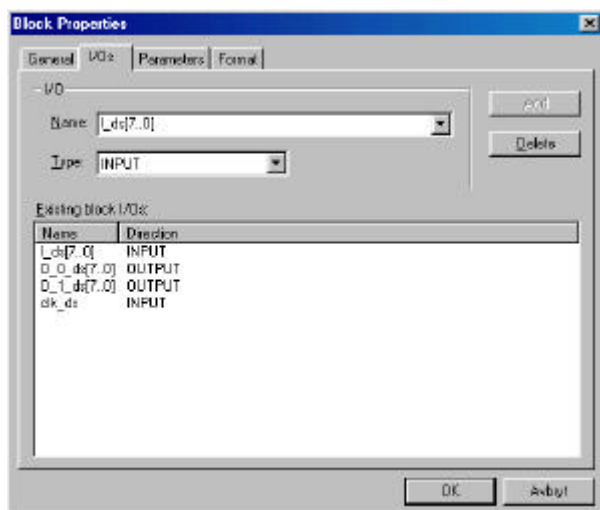 Block Properties
General I/Os Parameters Format
I/O
Name: I_ds[7..0]
Add
Type: INPUT
Delete
Existing block I/Os:
Name Direction
I_ds[7..0] INPUT
D_0_ds[7..0] OUTPUT
D_1_ds[7..0] OUTPUT
clk_ds INPUT
OK Avbryt